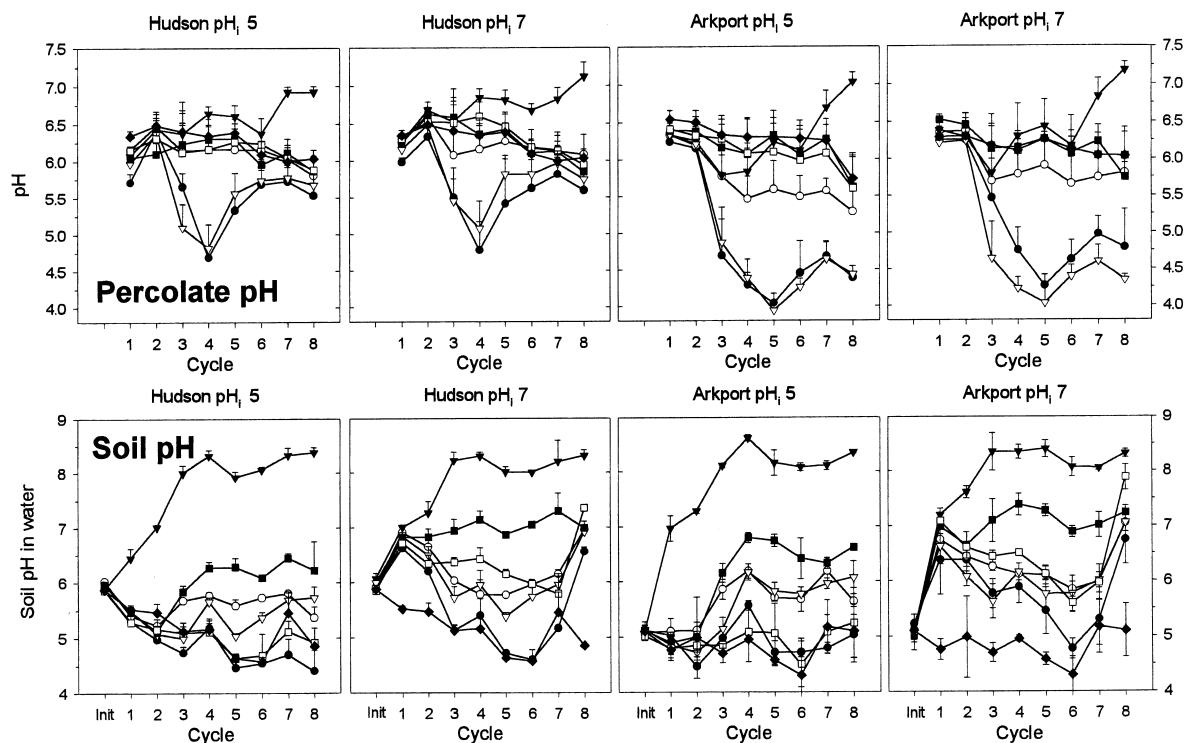 Hudson pHi 5 Hudson pHi 7 Arkport pHi 5 Arkport pHi 7
7.5 7.5
7.0 7.0
6.5 6.5
6.0 6.0
pH
5.5 5.5
5.0 5.0
4.5 4.5
Percolate pH
4.0 4.0
1 2 3 4 5 6 7 8 1 2 3 4 5 6 7 8 1 2 3 4 5 6 7 8 1 2 3 4 5 6 7 8
Cycle Cycle Cycle Cycle
Hudson pHi 5 Hudson pHi 7 Arkport pHi 5 Arkport pHi 7
9 9
Soil pH
8 8
7 7
Soil pH in water
6 6
5 5
4 4
Init 1 2 3 4 5 6 7 8 Init 1 2 3 4 5 6 7 8 Init 1 2 3 4 5 6 7 8 Init 1 2 3 4 5 6 7 8
Cycle Cycle Cycle Cycle